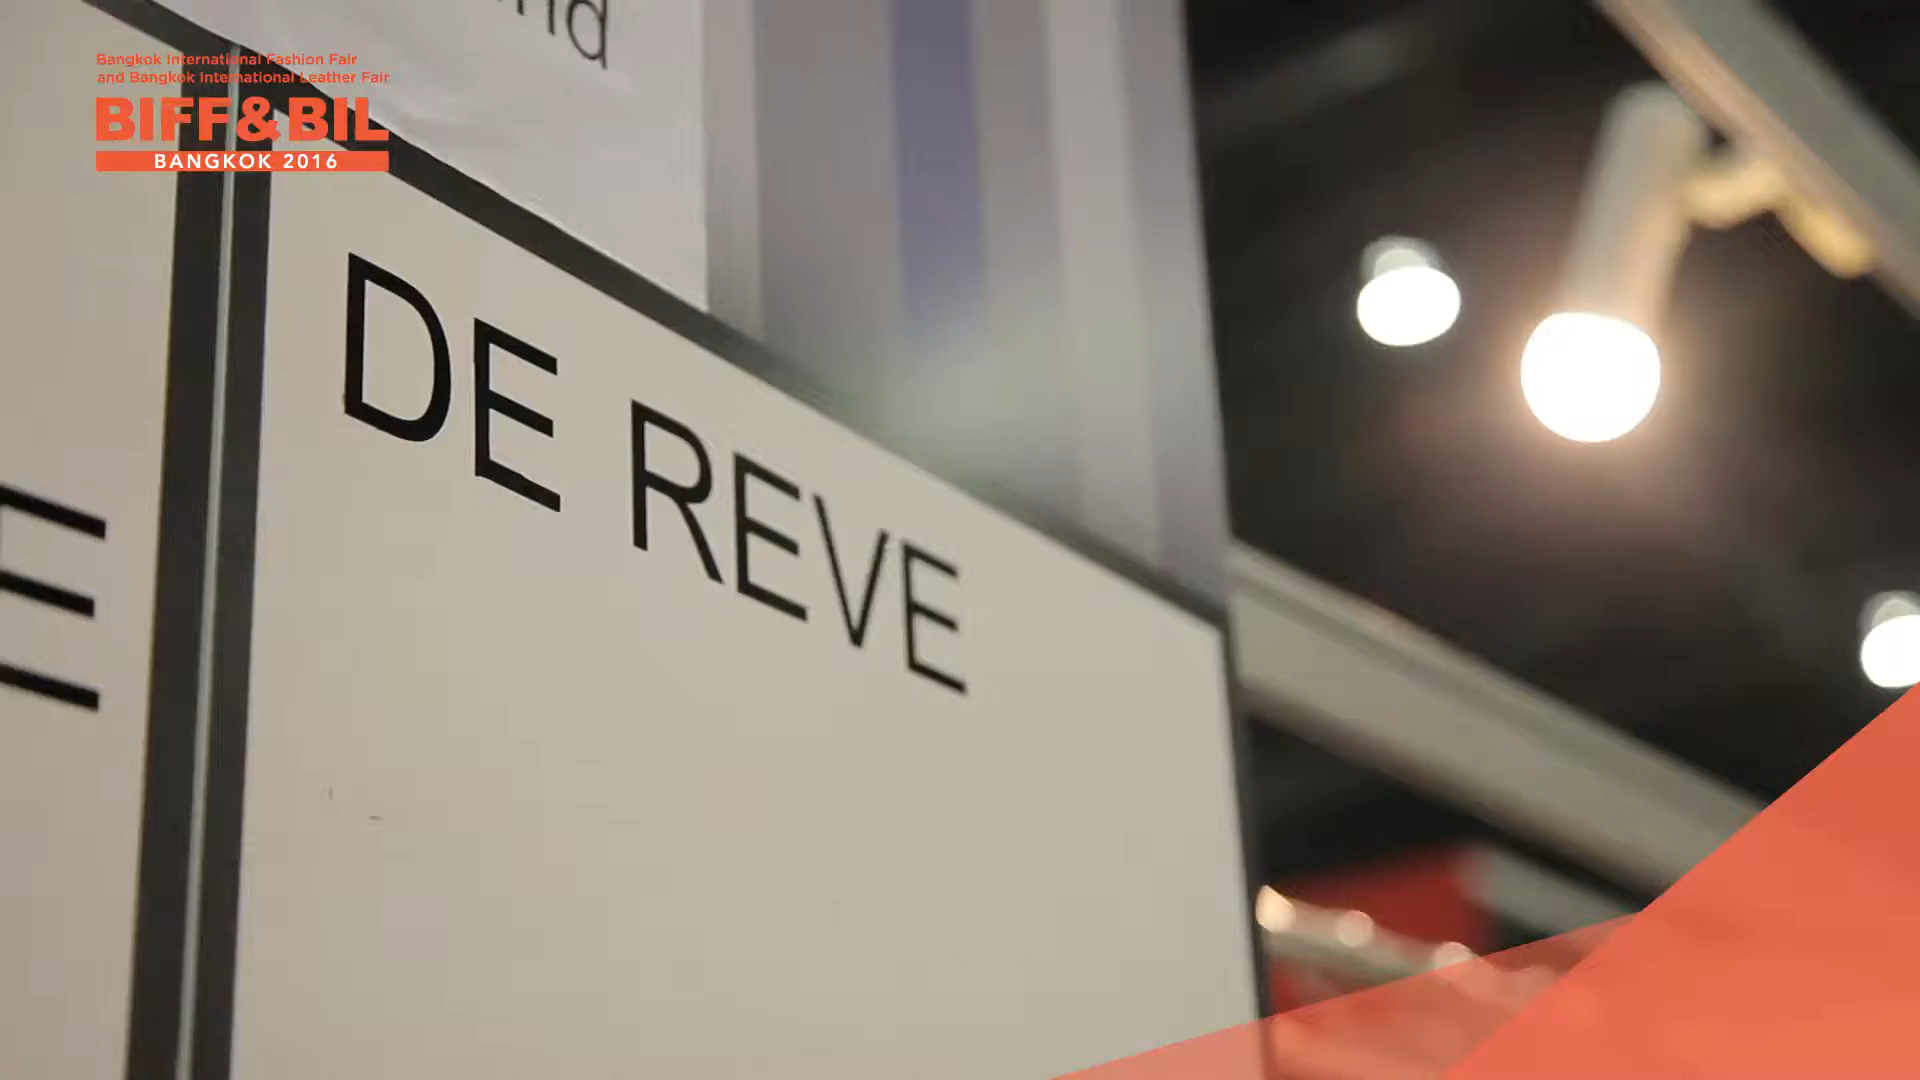 Bangkok International Fashion Fair
and Bangkok International Leather Fair
BIFF&BIL
BANGKOK 2016
DE REVE